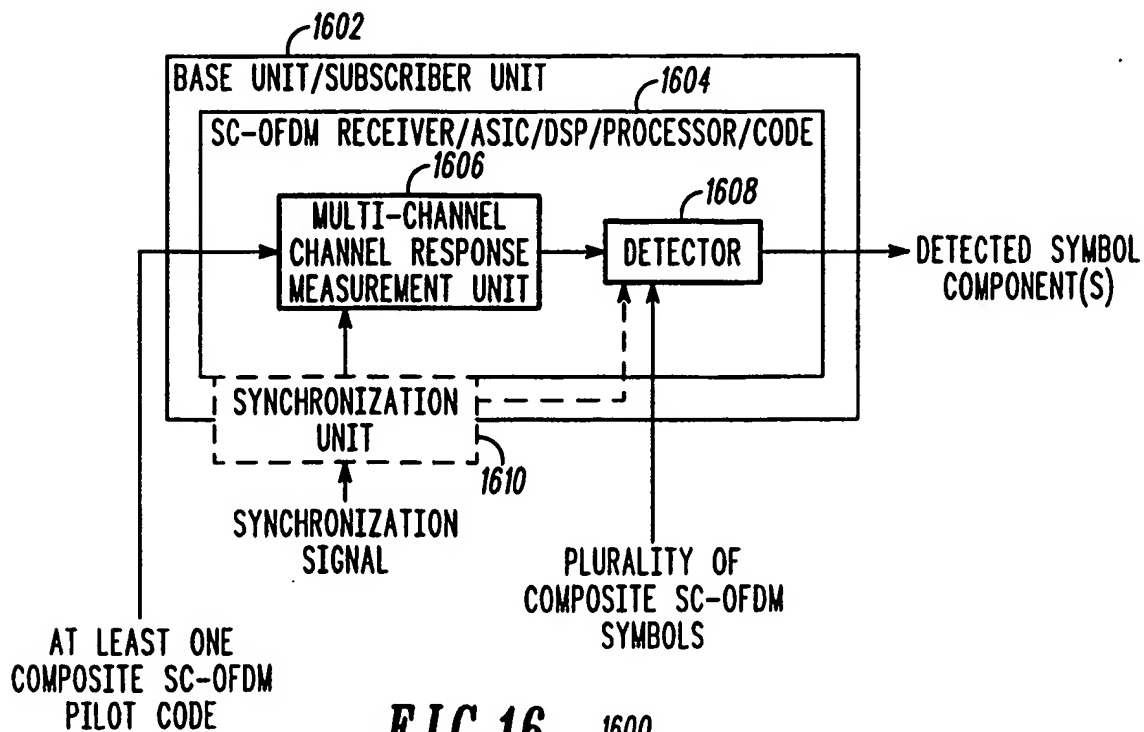 1602
BASE UNIT/SUBSCRIBER UNIT
1604
SC-OFDM RECEIVER/ASIC/DSP/PROCESSOR/CODE
1606
MULTI-CHANNEL
CHANNEL RESPONSE
MEASUREMENT UNIT
1608
DETECTOR
DETECTED SYMBOL
COMPONENT(S)
SYNCHRONIZATION
UNIT
1610
SYNCHRONIZATION
SIGNAL
PLURALITY OF
COMPOSITE SC-OFDM
SYMBOLS
AT LEAST ONE
COMPOSITE SC-OFDM
PILOT CODE
FIG.16
1600